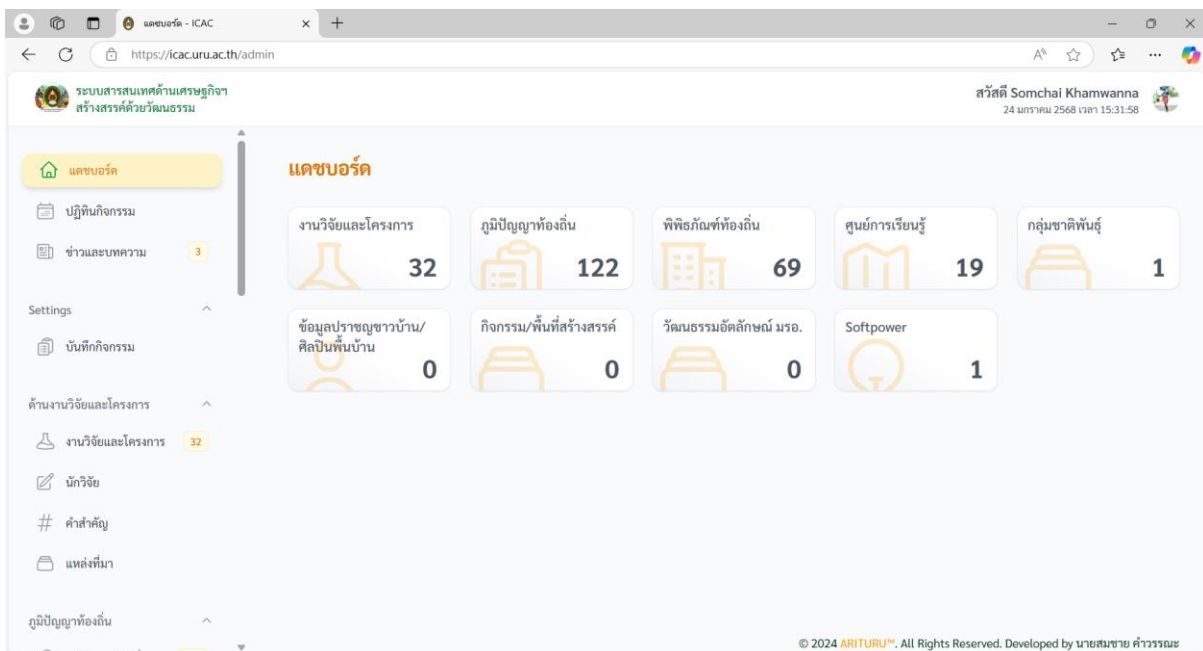 แดชบอร์ด - ICAC
https://icac.uru.ac.th/admin
ระบบสารสนเทศด้านเศรษฐกิจฯ
สร้างสรรค์ด้วยวัฒนธรรม
สวัสดี Somchai Khamwanna
24 มกราคม 2568 เวลา 15:31:58
แดชบอร์ด
ปฏิทินกิจกรรม
ข่าวและบทความ 3
Settings
บันทึกกิจกรรม
ด้านงานวิจัยและโครงการ
งานวิจัยและโครงการ 32
นักวิจัย
คำสำคัญ
แหล่งที่มา
ภูมิปัญญาท้องถิ่น
แดชบอร์ด
งานวิจัยและโครงการ
32
ภูมิปัญญาท้องถิ่น
122
พิพิธภัณฑ์ท้องถิ่น
69
ศูนย์การเรียนรู้
19
กลุ่มชาติพันธุ์
1
ข้อมูลปราชญชาวบ้าน/
ศิลปินพื้นบ้าน
0
กิจกรรม/พื้นที่สร้างสรรค์
0
วัฒนธรรมอัตลักษณ์ มรอ.
0
Softpower
1
© 2024 ARITURU™. All Rights Reserved. Developed by นายสมชาย คำวรรณะ